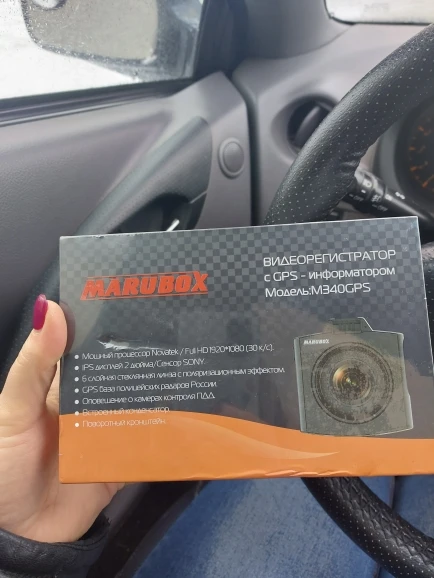 MARUBOX
ВИДЕОРЕГИСТРАТОР
с GPS - информатором
Модель:M340GPS
MARUBOX
• Мощный процессор Novatek / Full HD 1920*1080 (30 к/с).
• IPS дисплей 2 дюйма/Сенсор SONY.
• 6 слойная стеклянная линза с поляризационным эффектом.
• GPS база полицейских радаров России.
• Оповещение о камерах контроля ПДД.
• Встроенный конденсатор.
• Поворотный кронштейн.